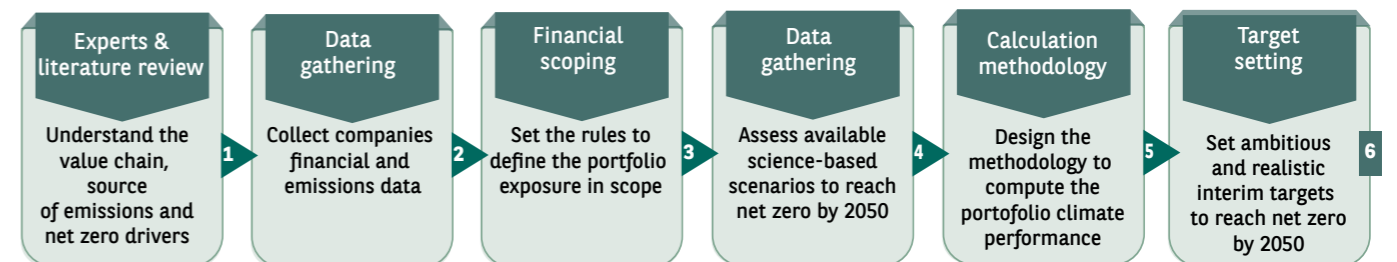 Experts &
literature review
Understand the
value chain,
source
of emissions and
net zero drivers
1
Data
gathering
Collect companies
financial and
emissions data
2
Financial
scoping
Set the rules to
define the portfolio
exposure in scope
3
Data
gathering
Assess available
science-based
scenarios to reach
net zero by 2050
4
Calculation
methodology
Design the
methodology to
compute the
portofolio climate
performance
5
Target
setting
Set ambitious
and realistic
interim targets
to reach net zero
by 2050
6